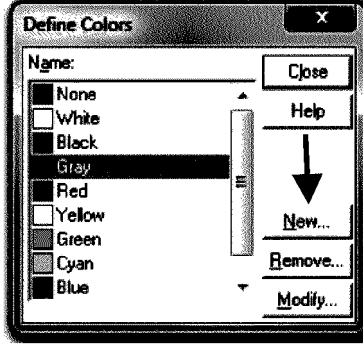 Define Colors
x
Name:
None
White
Black
Gray
Red
Yellow
Green
Cyan
Blue
Close
Help
New...
Remove...
Modify...